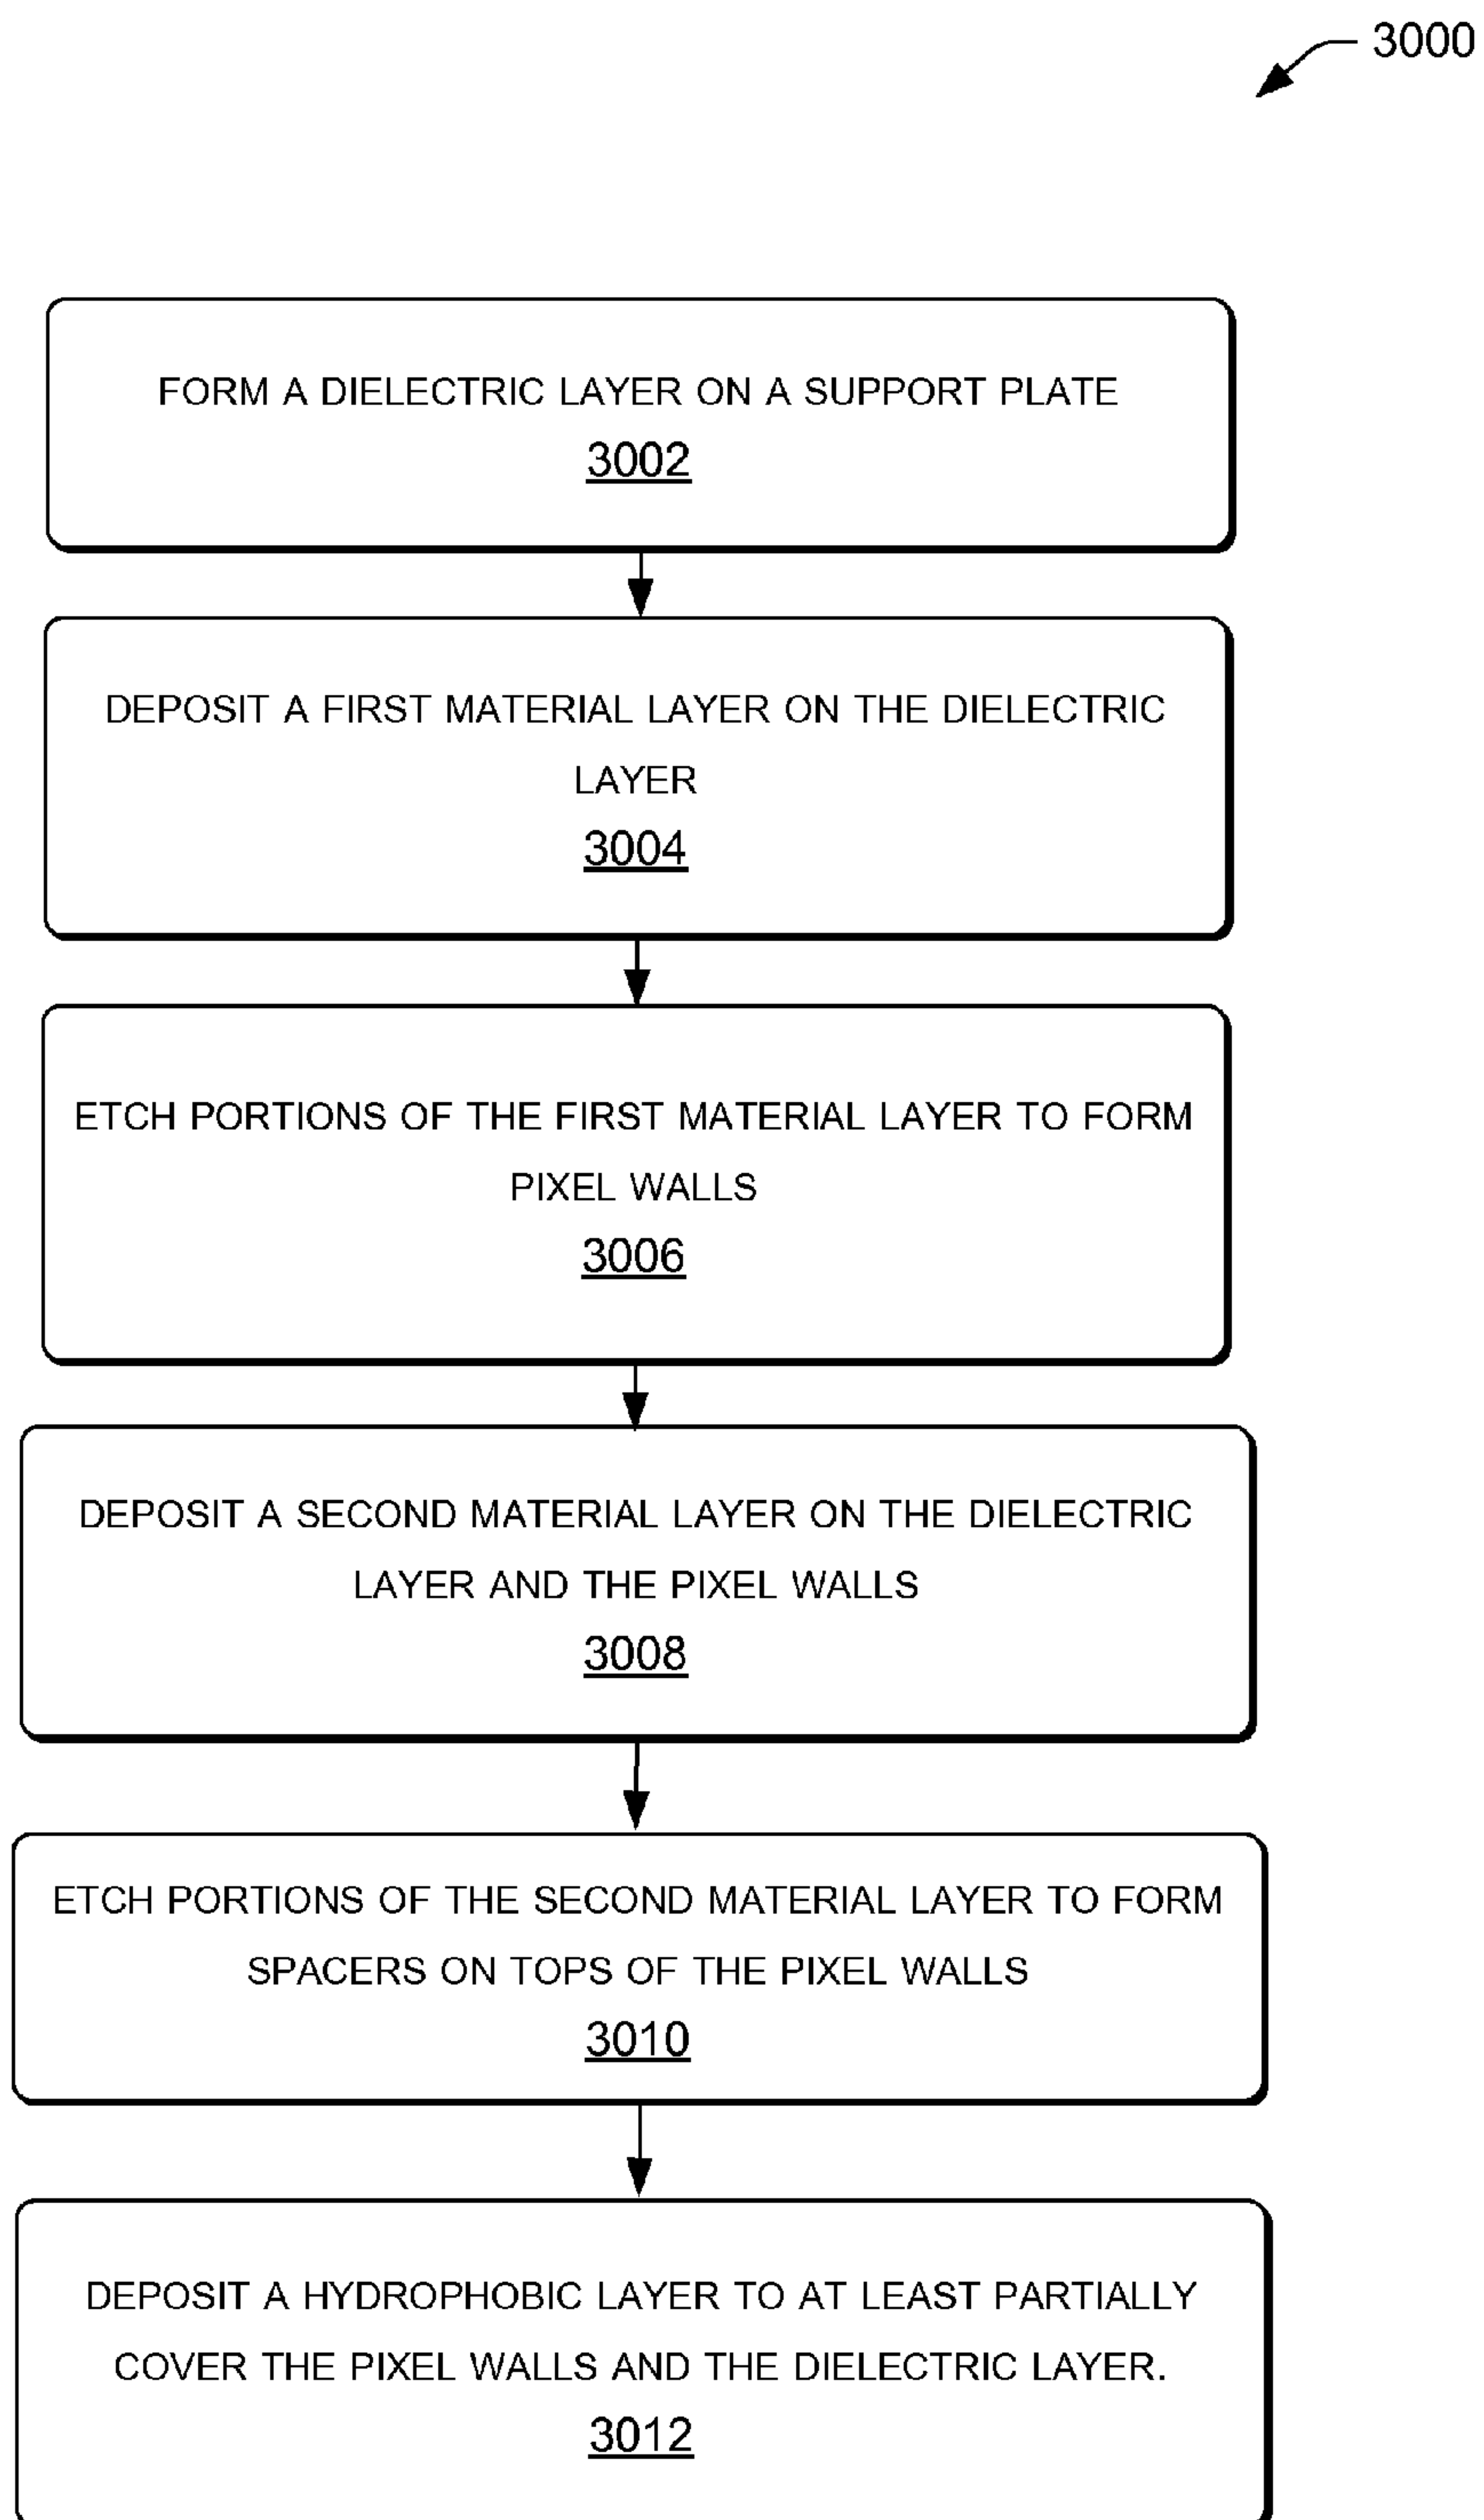 3000
FORM A DIELECTRIC LAYER ON A SUPPORT PLATE
3002
DEPOSIT A FIRST MATERIAL LAYER ON THE DIELECTRIC
LAYER
3004
ETCH PORTIONS OF THE FIRST MATERIAL LAYER TO FORM
PIXEL WALLS
3006
DEPOSIT A SECOND MATERIAL LAYER ON THE DIELECTRIC
LAYER AND THE PIXEL WALLS
3008
ETCH PORTIONS OF THE SECOND MATERIAL LAYER TO FORM
SPACERS ON TOPS OF THE PIXEL WALLS
3010
DEPOSIT A HYDROPHOBIC LAYER TO AT LEAST PARTIALLY
COVER THE PIXEL WALLS AND THE DIELECTRIC LAYER.
3012